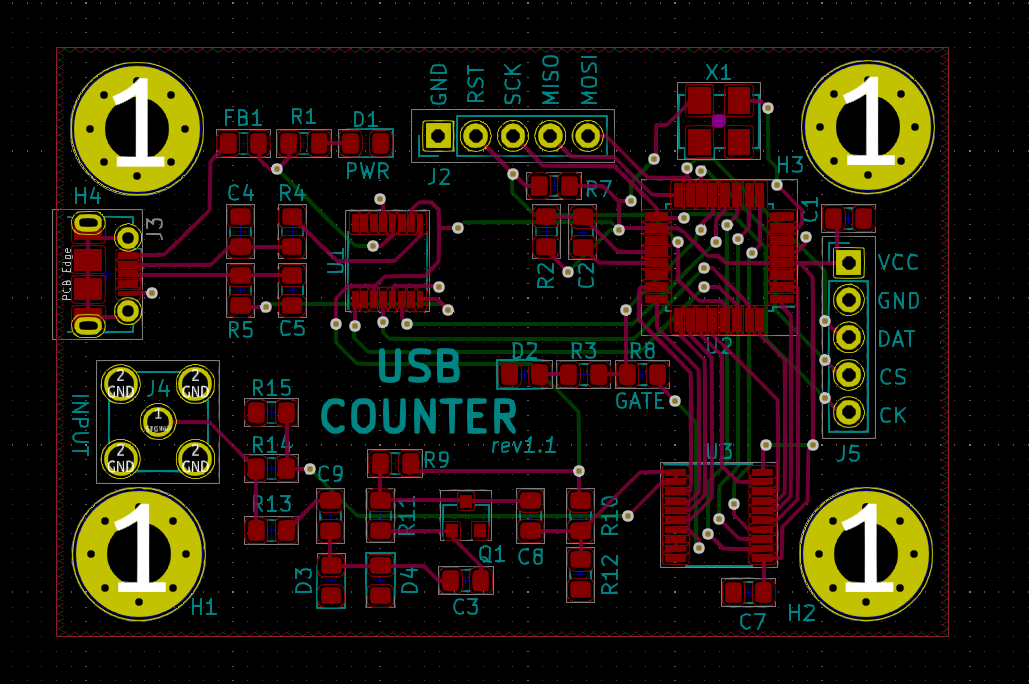 GND RST SCK MISO MOSI
X1
1
1
FB1 R1 D1
PWR
J2
H3
H4
C4 R4
R7
C1
J3
PCB Edge
U1
R2
C2
VCC
GND
R5 C5
U2
DAT
USB
COUNTER
rev1.1
D2 R3 R8
GATE
CS
CK
J5
INPUT
J4
2
GND
2
GND
1
2
GND
2
GND
R15
R14
R13
C9
R9
R11
Q1
C8
R10
R12
U3
D3
D4
C3
C7
1
H1
H2
1